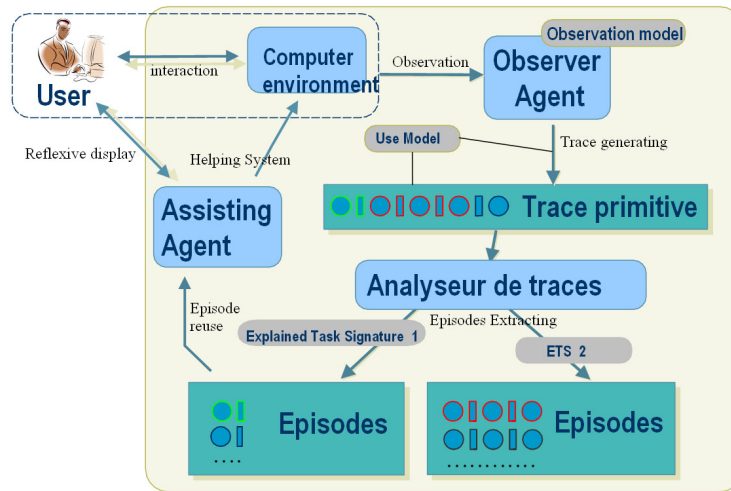 Observation model
Computer
environment
Observer
Agent
interaction
Observation
User
Use Model
Trace generating
Reflexive display
Helping System
Trace primitive
Assisting
Agent
Analyseur de traces
Episode
reuse
Episodes Extracting
Explained Task Signature 1
ETS 2
Episodes
....
Episodes
............